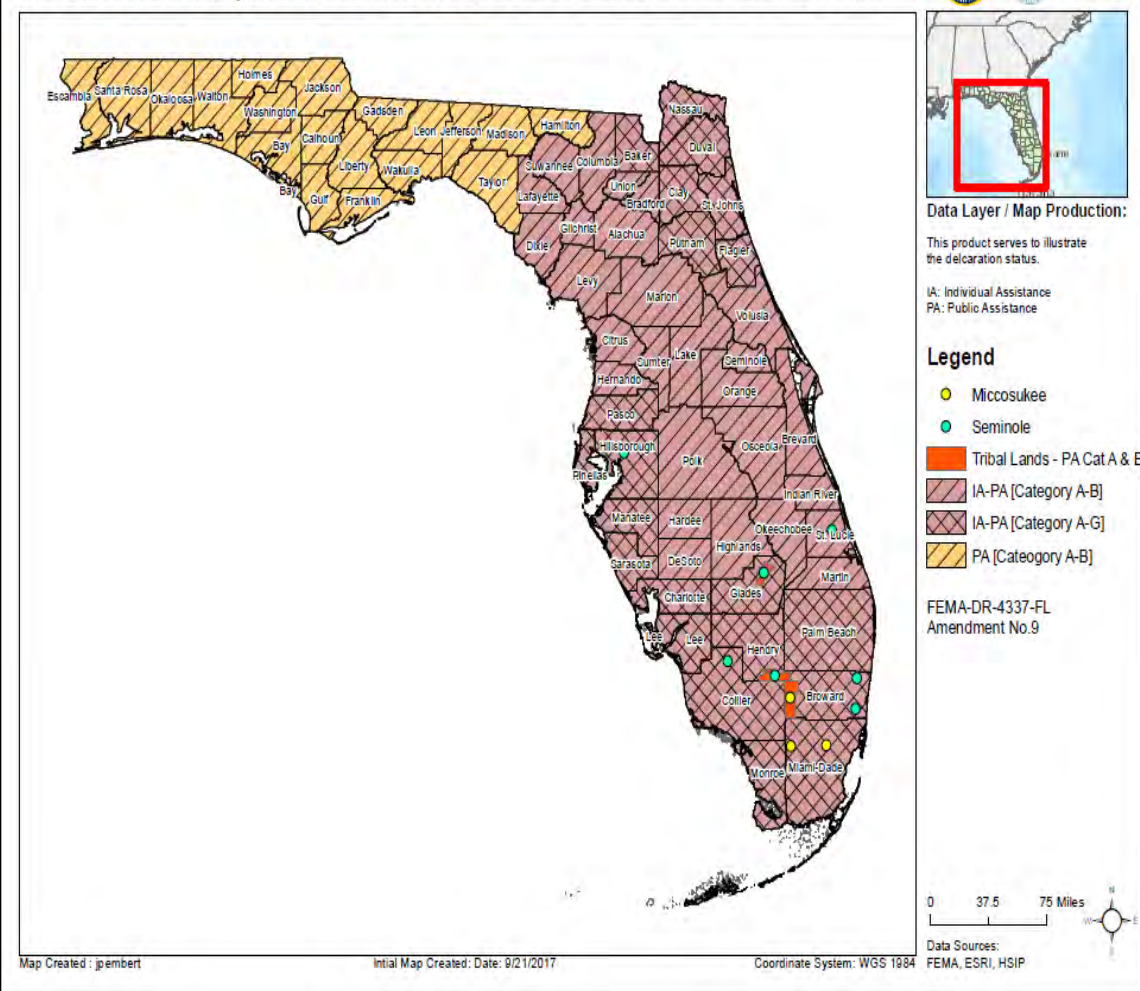 Escambia
Santa Rosa
Okaloosa
Walton
Holmes
Washington
Jackson
Bay
Calhoun
Bay
Gulf
Liberty
Franklin
Gadsden
Leon
Wakulla
Jefferson
Madison
Taylor
Hamilton
Suwannee
Columbia
Baker
Nassau
Duval
Lafayette
Union
Bradford
Clay
St. Johns
Dixie
Gilchrist
Alachua
Putnam
Flagler
Levy
Marion
Volusia
Citrus
Sumter
Lake
Seminole
Hernando
Orange
Pasco
Hillsborough
Pinellas
Polk
Osceola
Brevard
Indian River
Manatee
Hardee
Okeechobee
St. Lucie
Highlands
Sarasota
DeSoto
Martin
Charlotte
Glades
Palm Beach
Lee
Lee
Hendry
Collier
Broward
Monroe
Miami-Dade
Map Created : jpembert
Intial Map Created: Date: 9/21/2017
Coordinate System: WGS 1984
Data Layer / Map Production:
This product serves to illustrate
the delcaration status.
IA: Individual Assistance
PA: Public Assistance
Legend
Miccosukee
Seminole
Tribal Lands - PA Cat A &
IA-PA [Category A-B]
IA-PA [Category A-G]
PA [Cateogory A-B]
FEMA-DR-4337-FL
Amendment No.9
0 37.5 75 Miles
N
W
E
Data Sources:
FEMA, ESRI, HSIP